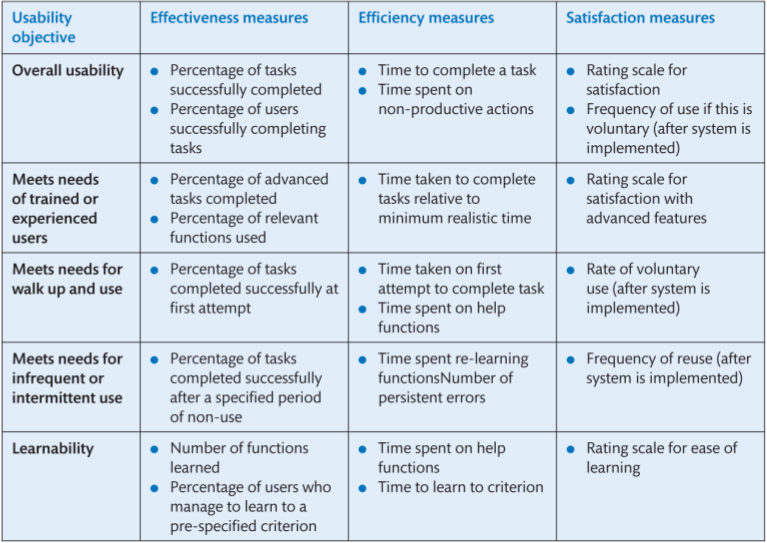 Usability
objective
Effectiveness measures
Efficiency measures
Satisfaction measures
Overall usability
● Percentage of tasks
successfully completed
● Percentage of users
successfully completing
tasks
● Time to complete a task
● Time spent on
non-productive actions
● Rating scale for
satisfaction
● Frequency of use if this is
voluntary (after system is
implemented)
Meets needs
of trained or
experienced
users
● Percentage of advanced
tasks completed
● Percentage of relevant
functions used
● Time taken to complete
tasks relative to
minimum realistic time
● Rating scale for
satisfaction with
advanced features
Meets needs for
walk up and use
● Percentage of tasks
completed successfully at
first attempt
● Time taken on first
attempt to complete task
● Time spent on help
functions
● Rate of voluntary
use (after system is
implemented)
Meets needs for
infrequent or
intermittent use
● Percentage of tasks
completed successfully
after a specified period
of non-use
● Time spent re-learning
functionsNumber of
persistent errors
● Frequency of reuse (after
system is implemented)
Learnability
● Number of functions
learned
● Percentage of users who
manage to learn to a
pre-specified criterion
● Time spent on help
functions
● Time to learn to criterion
● Rating scale for ease of
learning